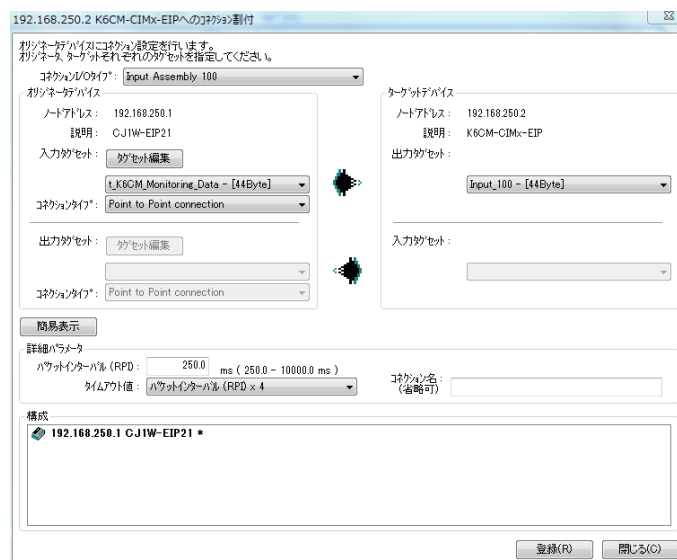 192.168.250.2 K6CM-CIMx-EIPへのコネクション割付
オリジネータデバイスにコネクション設定を行います。
オリジネータ、ターゲットそれぞれのタグセットを指定してください。
コネクションI/Oタイプ: Input Assembly 100
オリジネータデバイス
ノードアドレス: 192.168.250.1
説明: CJ1W-EIP21
入力タグセット: タグセット編集
t_K6CM_Monitoring_Data - [44Byte]
コネクションタイプ: Point to Point connection
出力タグセット: タグセット編集
コネクションタイプ: Point to Point connection
ターゲットデバイス
ノードアドレス: 192.168.250.2
説明: K6CM-CIMx-EIP
出力タグセット:
Input_100 - [44Byte]
入力タグセット:
簡易表示
詳細パラメータ
パケットインターバル (RPI): 250.0 ms ( 250.0 - 10000.0 ms )
タイムアウト値: パケットインターバル (RPI) x 4
コネクション名:
(省略可)
構成
192.168.250.1 CJ1W-EIP21 *
登録(R) 閉じる(C)